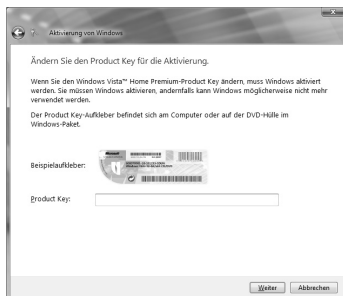 Aktivierung von Windows
Ändern Sie den Product Key für die Aktivierung.
Wenn Sie den Windows Vista™ Home Premium-Product Key ändern, muss Windows aktiviert
werden. Sie müssen Windows aktivieren, andernfalls kann Windows möglicherweise nicht mehr
verwendet werden.
Der Product Key-Aufkleber befindet sich am Computer oder auf der DVD-Hülle im
Windows-Paket.
Beispielaufkleber:
Product Key:
Weiter
Abbrechen